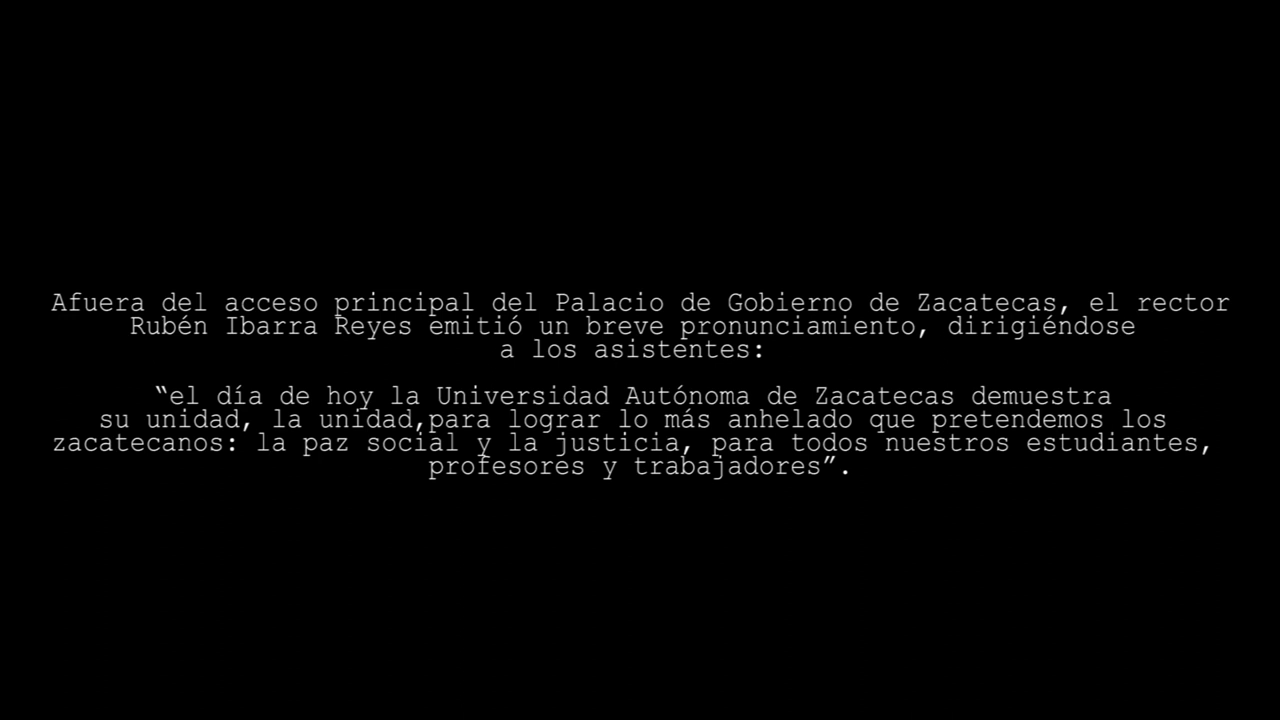 Afuera del acceso principal del Palacio de Gobierno de Zacatecas, el rector
Rubén Ibarra Reyes emitió un breve pronunciamiento, dirigiéndose
a los asistentes:
“el día de hoy la Universidad Autónoma de Zacatecas demuestra
su unidad, la unidad,para lograr lo más anhelado que pretendemos los
zacatecanos: la paz social y la justicia, para todos nuestros estudiantes,
profesores y trabajadores”.